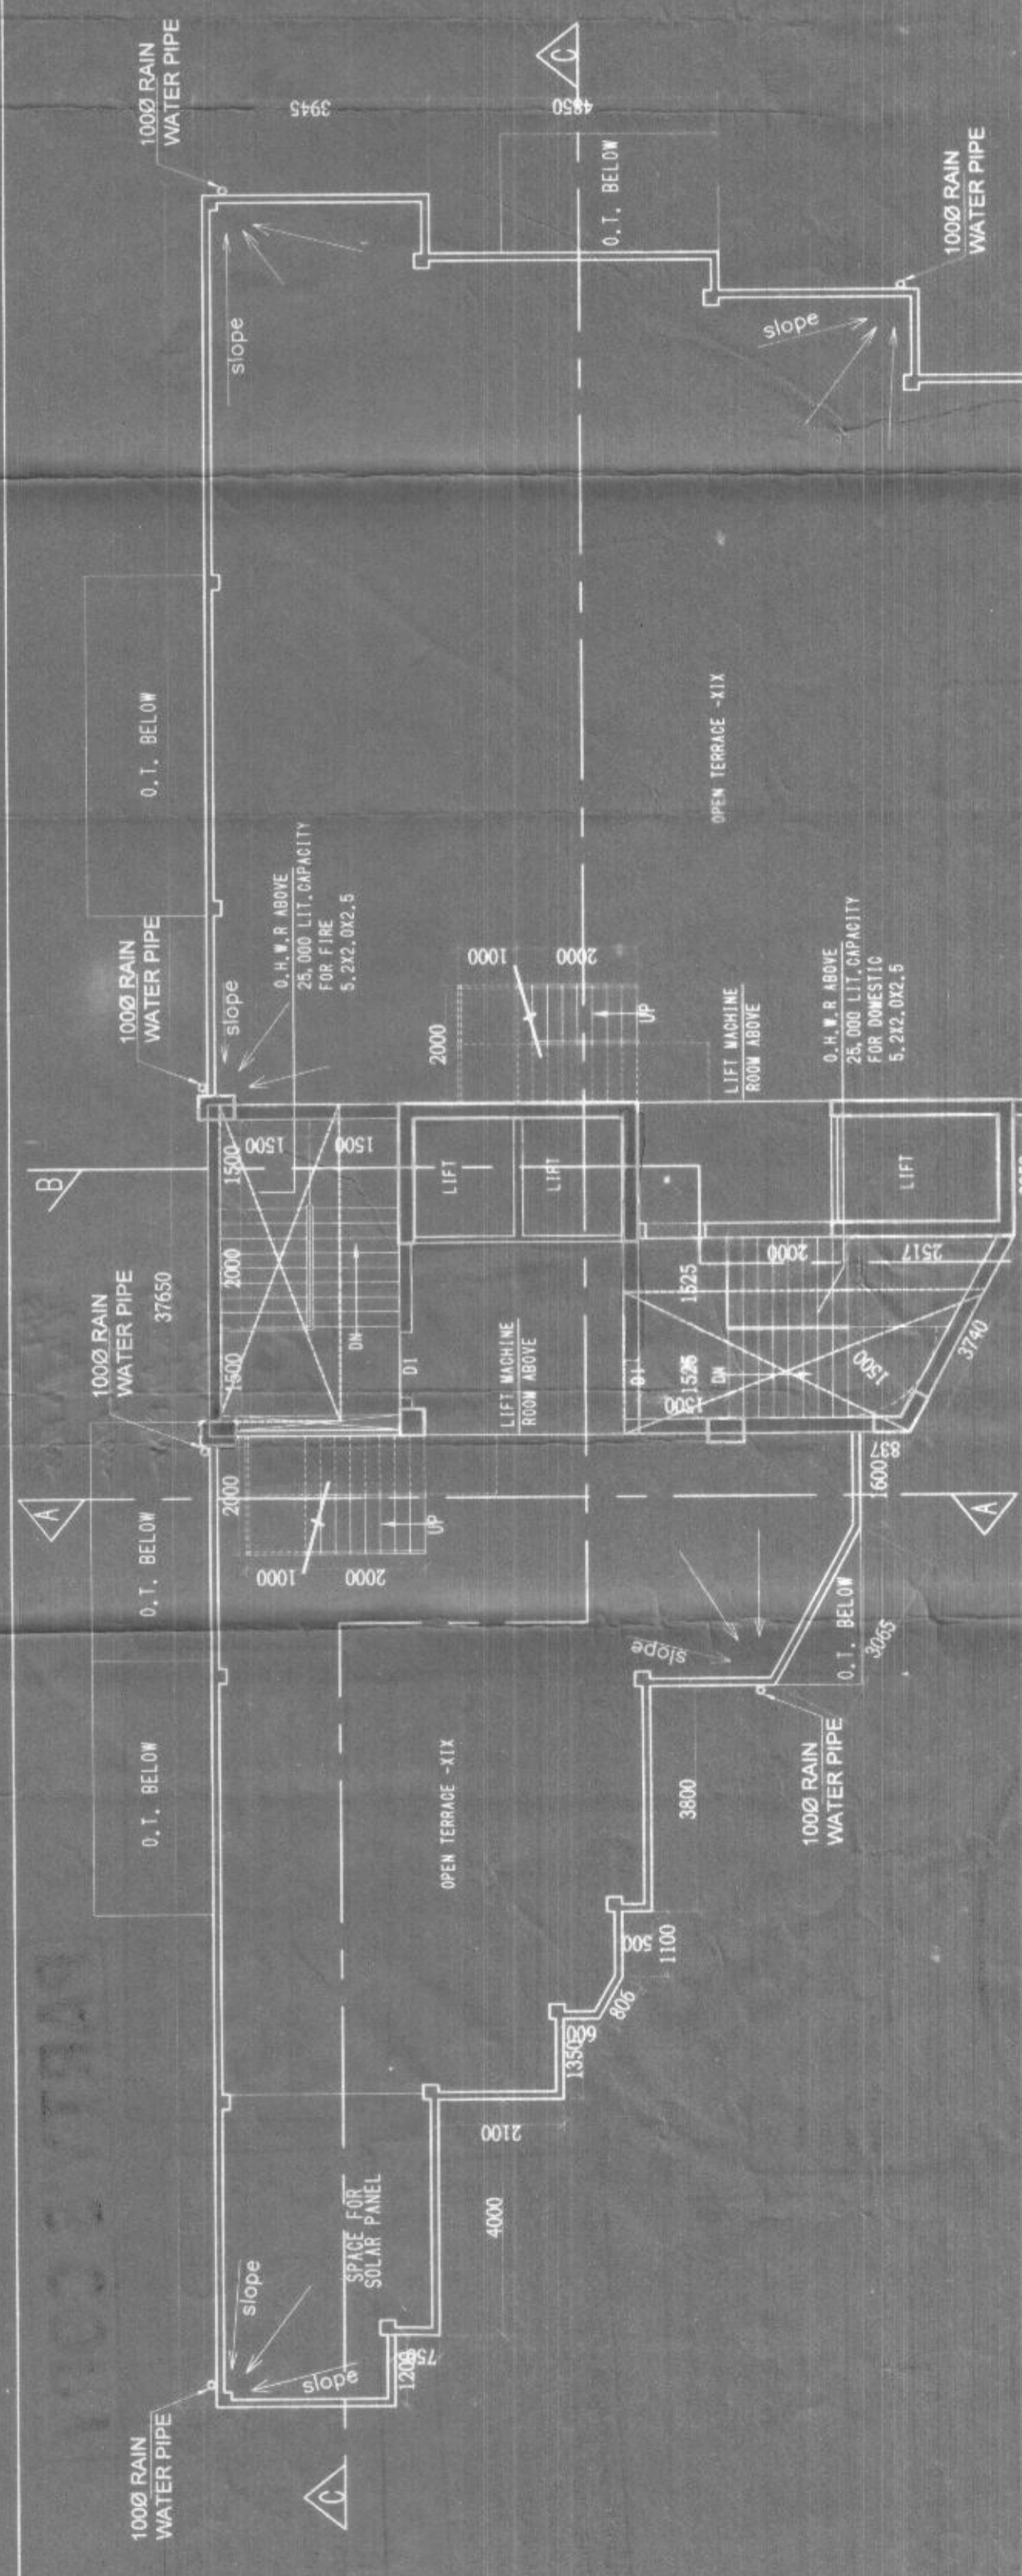 100Ø RAIN
WATER PIPE
3945
4850
C
O.T. BELOW
100Ø RAIN
WATER PIPE
slope
slope
O.T. BELOW
OPEN TERRACE -XIX
100Ø RAIN
WATER PIPE
slope
O.H.W.R ABOVE
25,000 LIT.CAPACITY
FOR FIRE
5.2X2.0X2.5
1000
2000
2000
UP
LIFT MACHINE
ROOM ABOVE
O.H.W.R ABOVE
25,000 LIT.CAPACITY
FOR DOMESTIC
5.2X2.0X2.5
B
1500
1500
1500
LIFT
LIFT
LIFT
37650
2000
1500
DN
D1
LIFT MACHINE
ROOM ABOVE
D1
1525
1525
1500
DN
2000
2517
1500
3740
837
1600
100Ø RAIN
WATER PIPE
A
2000
1000
2000
UP
A
O.T. BELOW
O.T. BELOW
slope
O.T. BELOW
3065
100Ø RAIN
WATER PIPE
OPEN TERRACE -XIX
3800
500
1100
806
600
1350
2100
4000
SPACE FOR
SOLAR PANEL
slope
slope
750
1200
100Ø RAIN
WATER PIPE
C